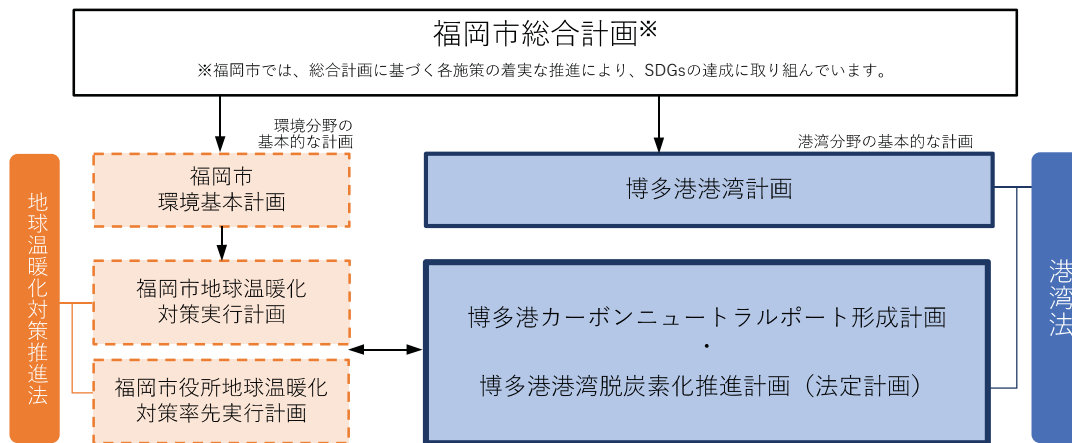 福岡市総合計画※
※福岡市では、総合計画に基づく各施策の着実な推進により、SDGsの達成に取り組んでいます。
環境分野の
基本的な計画
港湾分野の基本的な計画
地球温暖化対策推進法
福岡市
環境基本計画
博多港港湾計画
港湾法
福岡市地球温暖化
対策実行計画
博多港カーボンニュートラルポート形成計画
・
博多港港湾脱炭素化推進計画（法定計画）
福岡市役所地球温暖化
対策率先実行計画